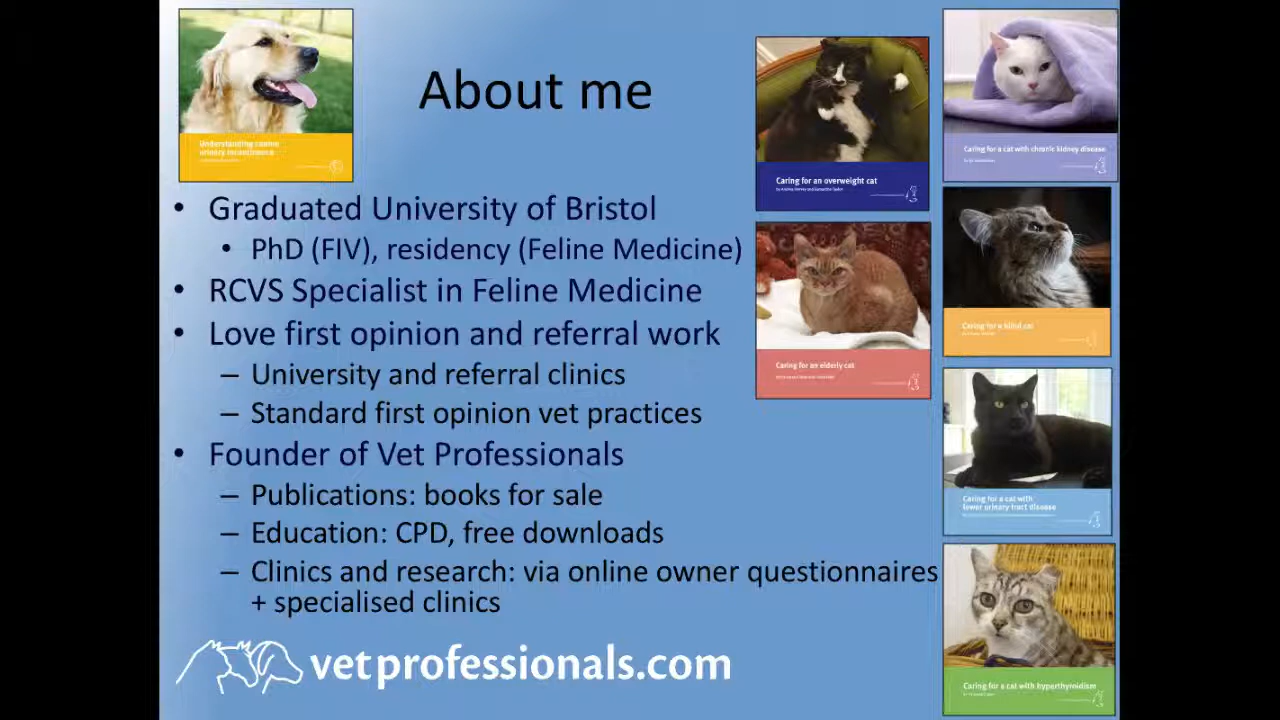 About me
Understanding canine
urinary incontinence
• Graduated University of Bristol
• PhD (FIV), residency (Feline Medicine)
• RCVS Specialist in Feline Medicine
• Love first opinion and referral work
– University and referral clinics
– Standard first opinion vet practices
• Founder of Vet Professionals
– Publications: books for sale
– Education: CPD, free downloads
– Clinics and research: via online owner questionnaires
+ specialised clinics
vetprofessionals.com
Caring for an overweight cat
Caring for an elderly cat
Caring for a cat with chronic kidney disease
Caring for a blind cat
Caring for a cat with
lower urinary tract disease
Caring for a cat with hyperthyroidism